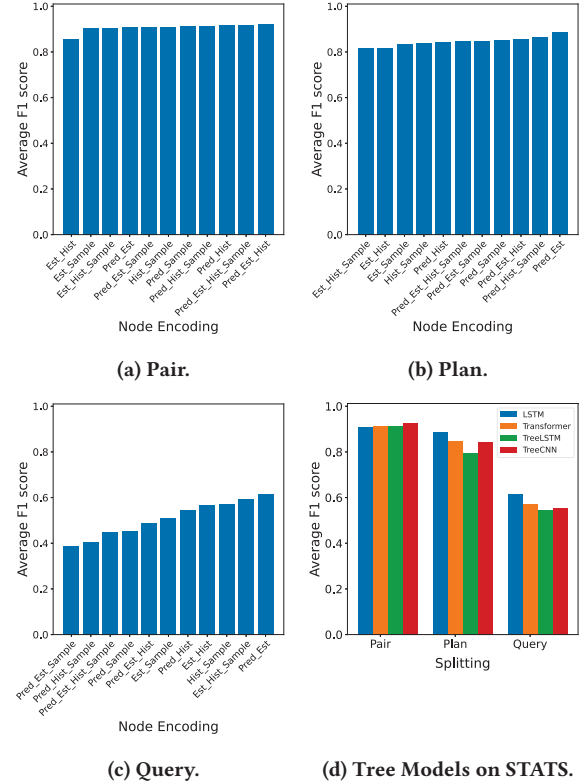 1.0
0.8
0.6
0.4
0.2
0.0
Average F1 score
Est_Hist
Est_Sample
Est_Hist_Sample
Pred_Est
Pred_Est_Sample
Hist_Sample
Pred_Sample
Pred_Hist_Sample
Pred_Hist
Pred_Est_Hist_Sample
Pred_Est_Hist
Node Encoding
(a) Pair.
1.0
0.8
0.6
0.4
0.2
0.0
Average F1 score
Est_Hist_Sample
Est_Hist
Est_Sample
Hist_Sample
Pred_Hist
Pred_Est_Hist_Sample
Pred_Est_Sample
Pred_Sample
Pred_Est_Hist
Pred_Hist_Sample
Pred_Est
Node Encoding
(b) Plan.
1.0
0.8
0.6
0.4
0.2
0.0
Average F1 score
Pred_Est_Sample
Pred_Hist_Sample
Pred_Est_Hist_Sample
Pred_Sample
Pred_Est_Hist
Est_Sample
Pred_Hist
Est_Hist
Hist_Sample
Est_Hist_Sample
Pred_Est
Node Encoding
(c) Query.
1.0
0.8
0.6
0.4
0.2
0.0
Average F1 score
LSTM
Transformer
TreeLSTM
TreeCNN
Pair
Plan
Query
Splitting
(d) Tree Models on STATS.